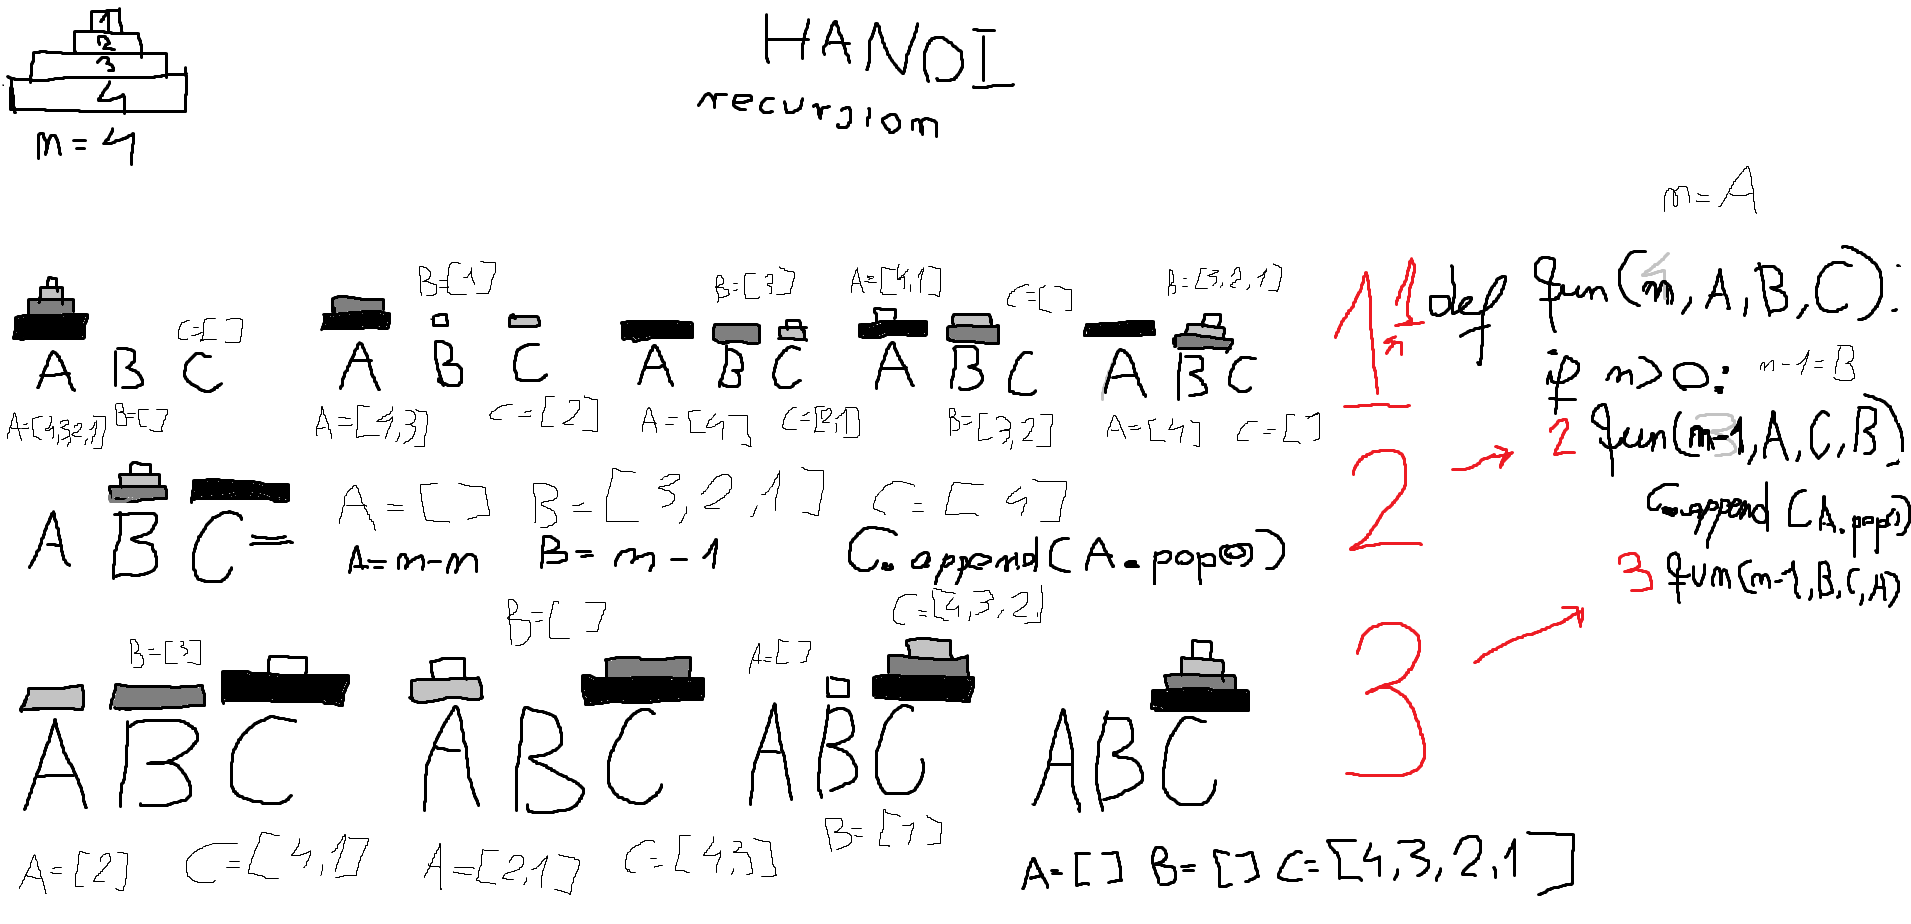 1
2
3
4
n=4
HANOI
recursion
n=A
B=[1]
B=[3]
A=[4,1]
C=[]
B=[3,2,1]
C=[]
A B C
A B C
A B C
A B C
A B C
A=[4,3,2,1]
B=[]
A=[4,3]
C=[2]
A=[4]
C=[2,1]
B=[3,2]
A=[4]
C=[]
1
1
def fun(n,A,B,C):
if n>0:
n-1=B
2
2 fun(n-1,A,C,B)
C.append(A.pop())
3 fun(n-1,B,C,A)
A B C=
A=[] B=[3,2,1] C=[4]
A=n-n B=n-1 C.append(A.pop())
3
B=[3]
B=[]
A=[]
C=[4,3,2]
A B C
A B C
A B C
A B C
A=[2]
C=[4,1]
A=[2,1]
C=[4,3]
B=[1]
A=[] B=[] C=[4,3,2,1]